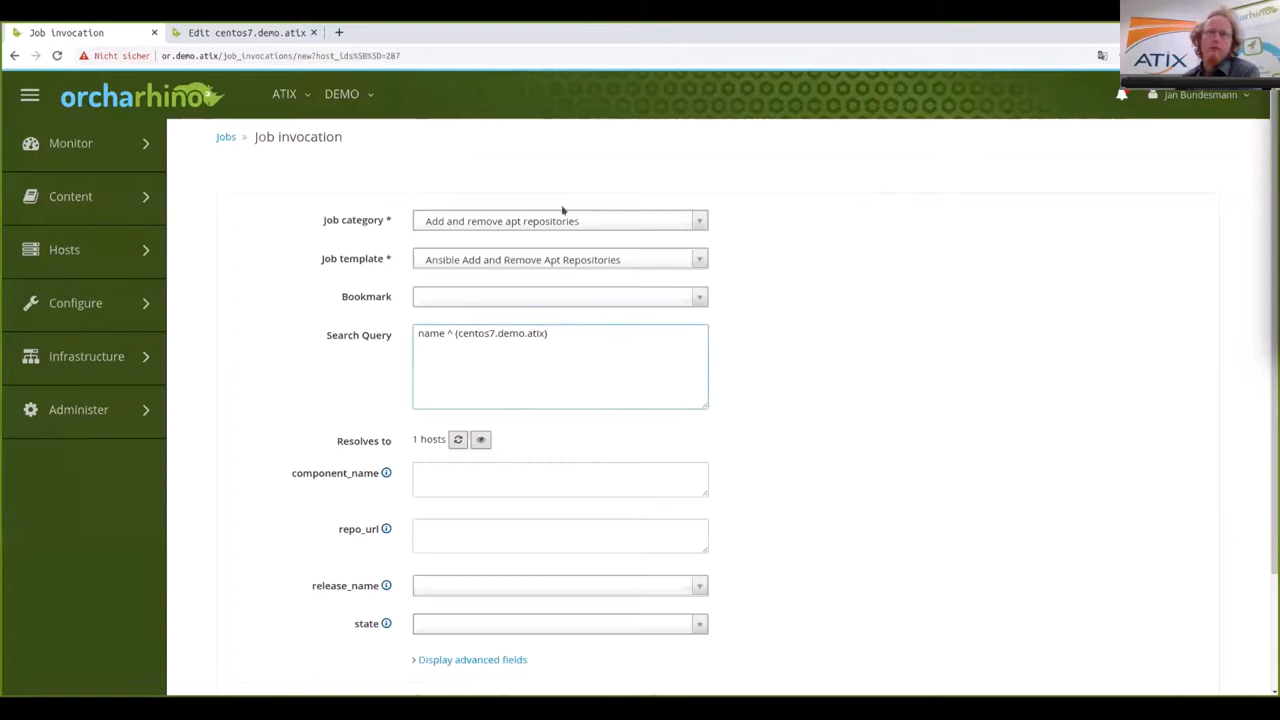 Job invocation
Edit centos7.demo.atix
Nicht sicher
or.demo.atix/job_invocations/new?host_ids%5B%5D=287
ATIX
orcharhino
ATIX
DEMO
Jan Bundesmann
Monitor
Content
Hosts
Configure
Infrastructure
Administer
Jobs » Job invocation
Job category * Add and remove apt repositories
Job template * Ansible Add and Remove Apt Repositories
Bookmark
Search Query name ^ (centos7.demo.atix)
Resolves to 1 hosts
component_name
repo_url
release_name
state
Display advanced fields